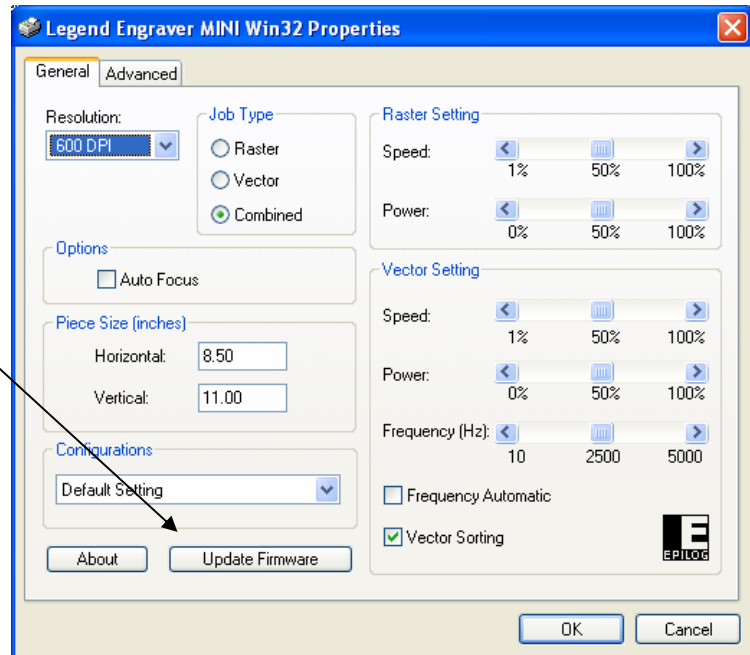 Legend Engraver MINI Win32 Properties
General Advanced
Resolution:
600 DPI
Job Type
Raster
Vector
Combined
Options
Auto Focus
Piece Size (inches)
Horizontal: 8.50
Vertical: 11.00
Configurations
Default Setting
About Update Firmware
Raster Setting
Speed:
1% 50% 100%
Power:
0% 50% 100%
Vector Setting
Speed:
1% 50% 100%
Power:
0% 50% 100%
Frequency (Hz):
10 2500 5000
Frequency Automatic
Vector Sorting
EPILOG
OK Cancel